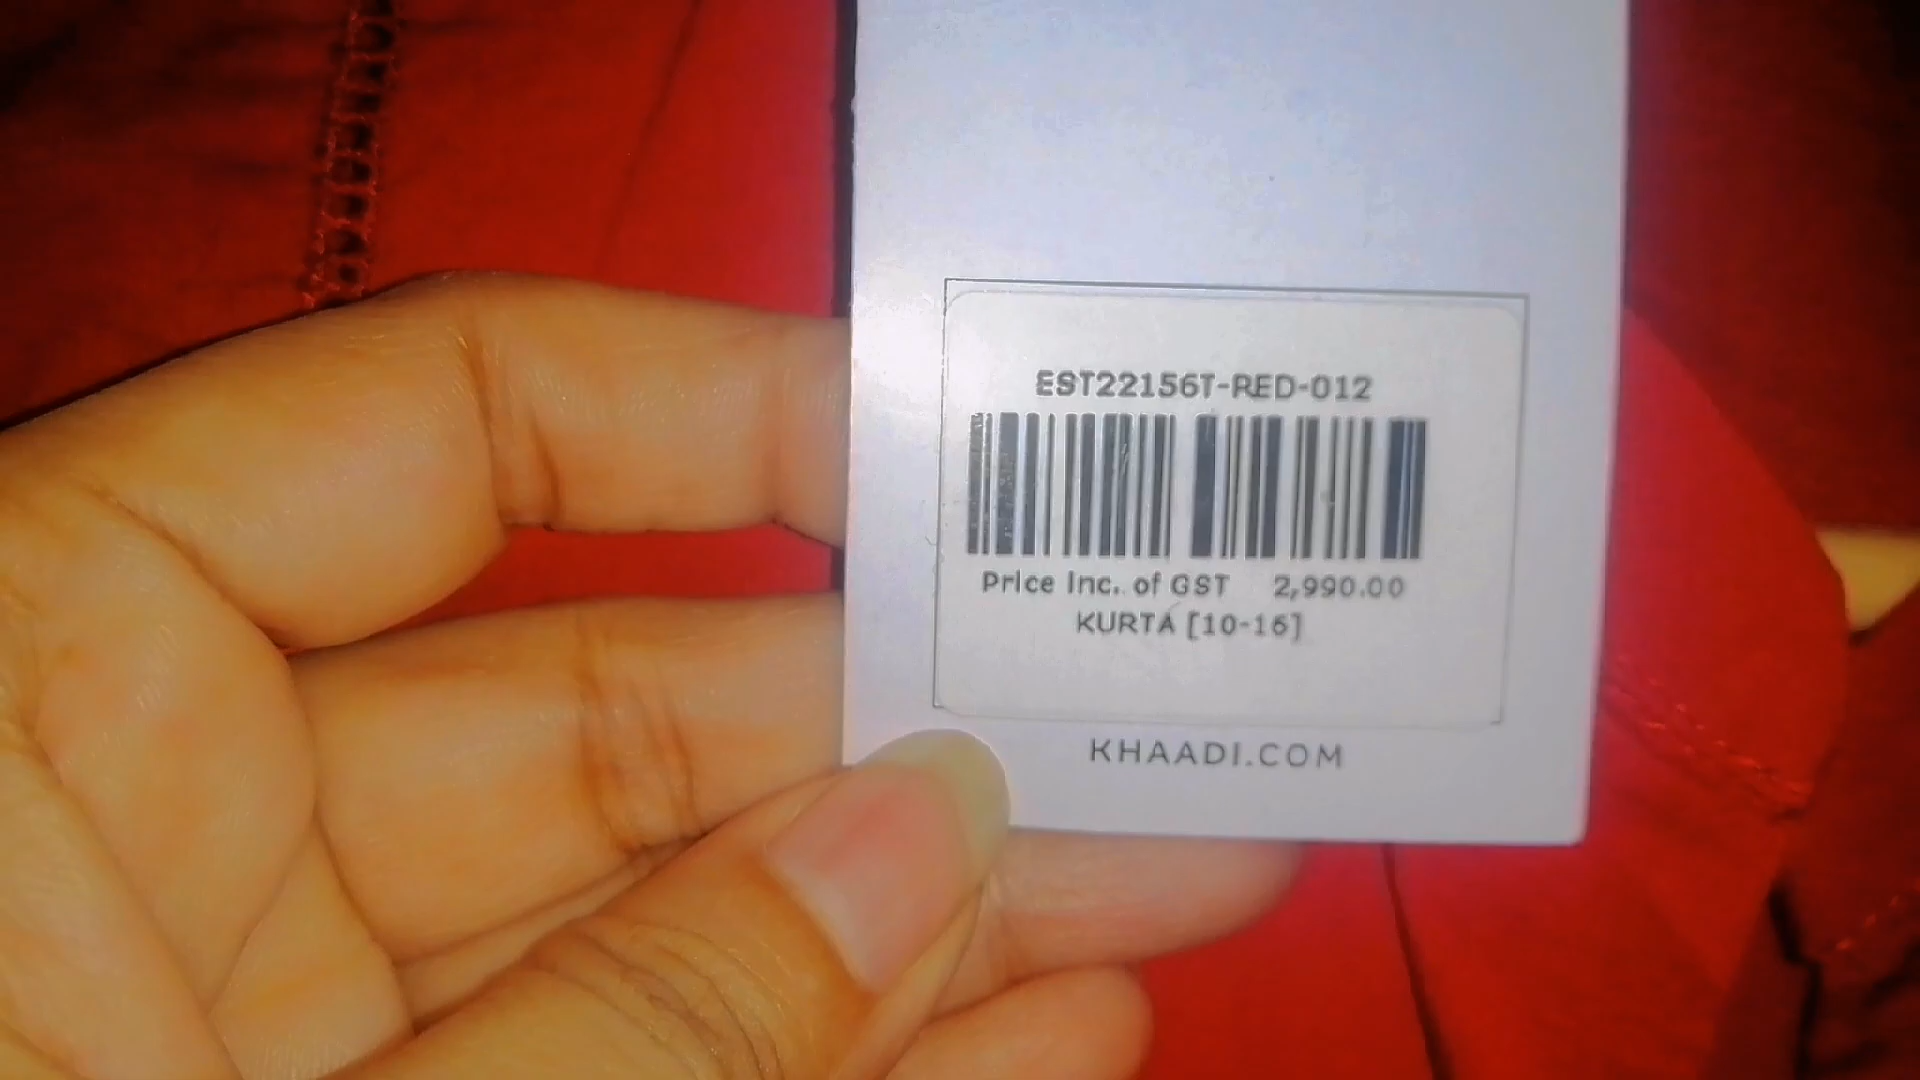 EST22156T-RED-012
Price Inc. of GST 2,990.00
KURTA [10-16]
KHAADI.COM